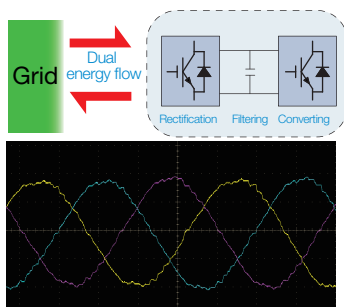 Grid
Dual
energy flow
Rectification
Filtering
Converting